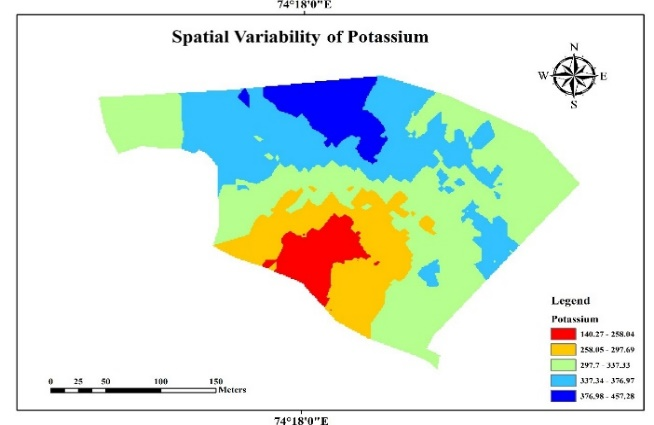 74°18'0"E
Spatial Variability of Potassium
N
W E
S
Legend
Potassium
140.27 - 258.04
258.05 - 297.69
297.7 - 337.33
337.34 - 376.97
376.98 - 457.28
0 25 50 100 150
Meters
74°18'0"E